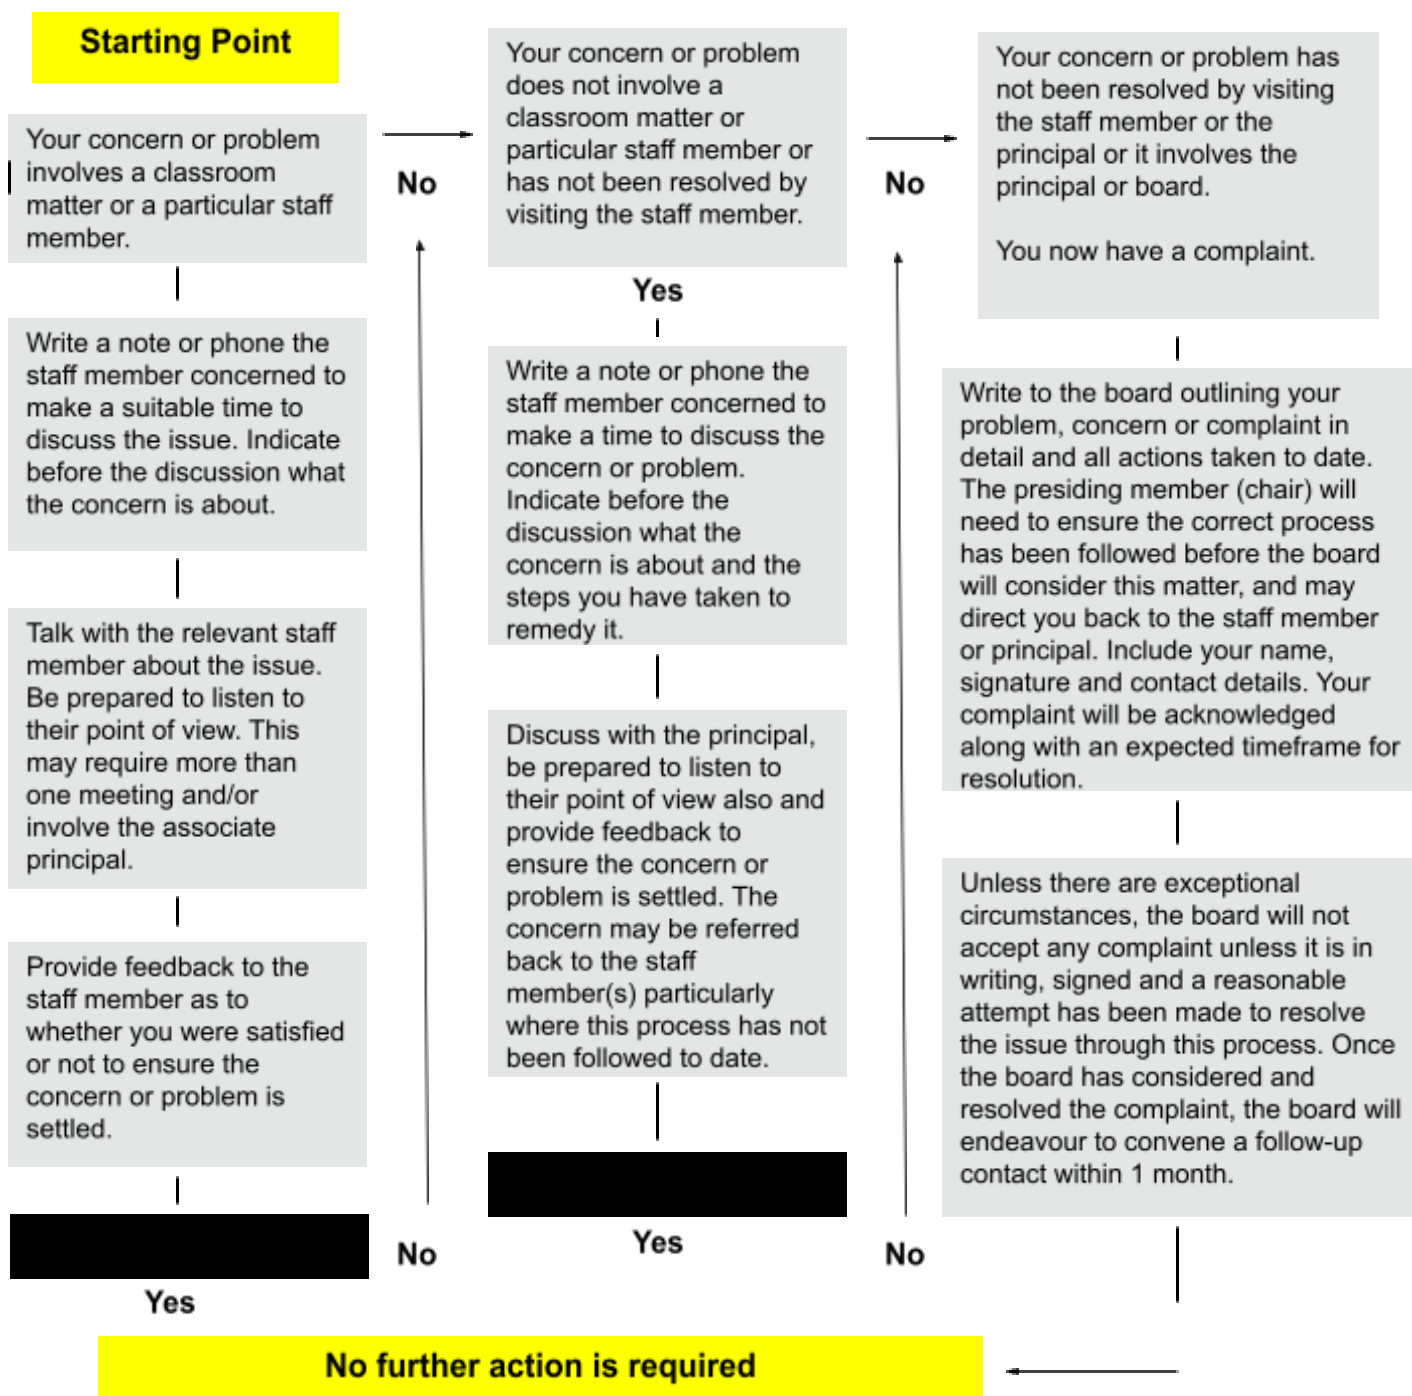 Starting Point
Your concern or problem
involves a classroom
matter or a particular staff
member.
Write a note or phone the
staff member concerned to
make a suitable time to
discuss the issue. Indicate
before the discussion what
the concern is about.
Talk with the relevant staff
member about the issue.
Be prepared to listen to
their point of view. This
may require more than
one meeting and/or
involve the associate
principal.
Provide feedback to the
staff member as to
whether you were satisfied
or not to ensure the
concern or problem is
settled.
Yes
No
No
Your concern or problem
does not involve a
classroom matter or
particular staff member or
has not been resolved by
visiting the staff member.
Yes
Write a note or phone the
staff member concerned to
make a time to discuss the
concern or problem.
Indicate before the
discussion what the
concern is about and the
steps you have taken to
remedy it.
Discuss with the principal,
be prepared to listen to
their point of view also and
provide feedback to
ensure the concern or
problem is settled. The
concern may be referred
back to the staff
member(s) particularly
where this process has not
been followed to date.
Yes
No
No
Your concern or problem has
not been resolved by visiting
the staff member or the
principal or it involves the
principal or board.
You now have a complaint.
Write to the board outlining your
problem, concern or complaint in
detail and all actions taken to date.
The presiding member (chair) will
need to ensure the correct process
has been followed before the board
will consider this matter, and may
direct you back to the staff member
or principal. Include your name,
signature and contact details. Your
complaint will be acknowledged
along with an expected timeframe for
resolution.
Unless there are exceptional
circumstances, the board will not
accept any complaint unless it is in
writing, signed and a reasonable
attempt has been made to resolve
the issue through this process. Once
the board has considered and
resolved the complaint, the board will
endeavour to convene a follow-up
contact within 1 month.
No further action is required